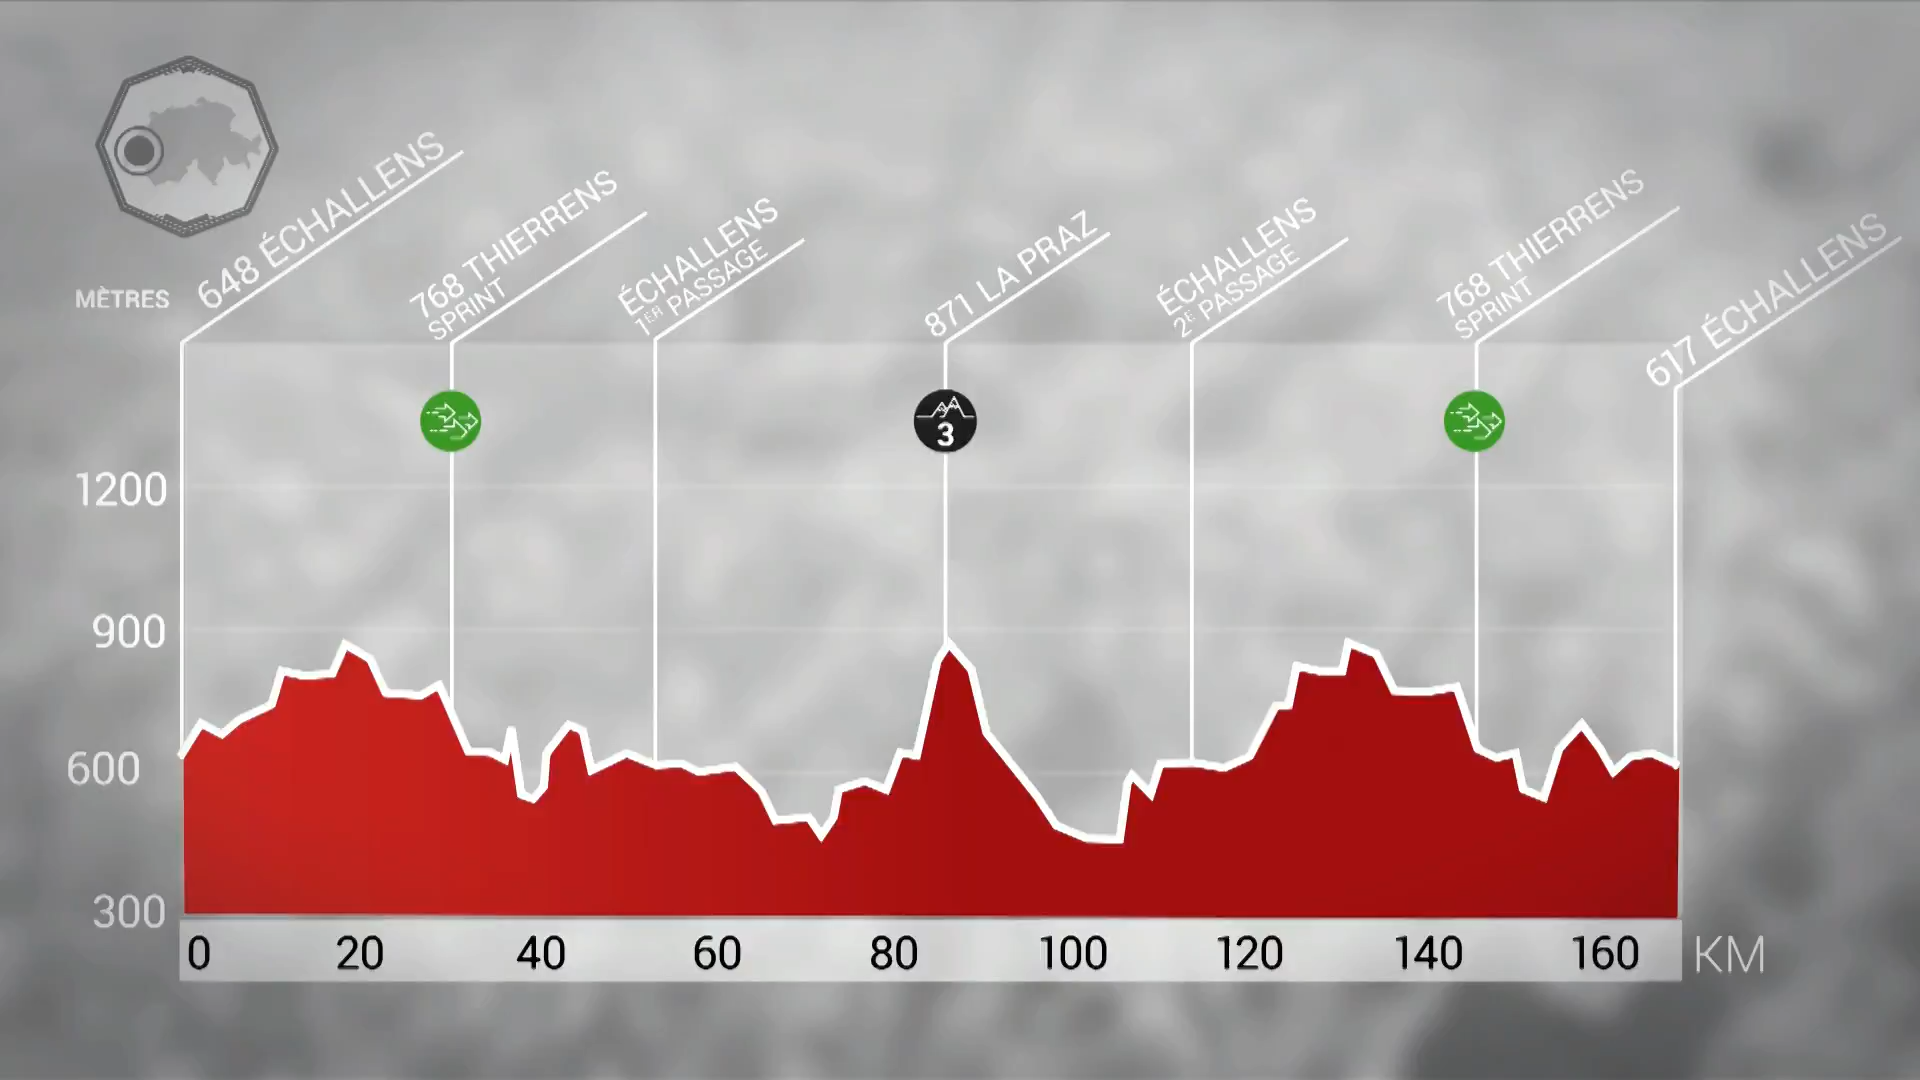 648 ÉCHALLENS
768 THIERRENS
SPRINT
ÉCHALLENS
1ER PASSAGE
871 LA PRAZ
ÉCHALLENS
2E PASSAGE
768 THIERRENS
SPRINT
617 ÉCHALLENS
MÈTRES
3
1200
900
600
300
0 20 40 60 80 100 120 140 160 KM